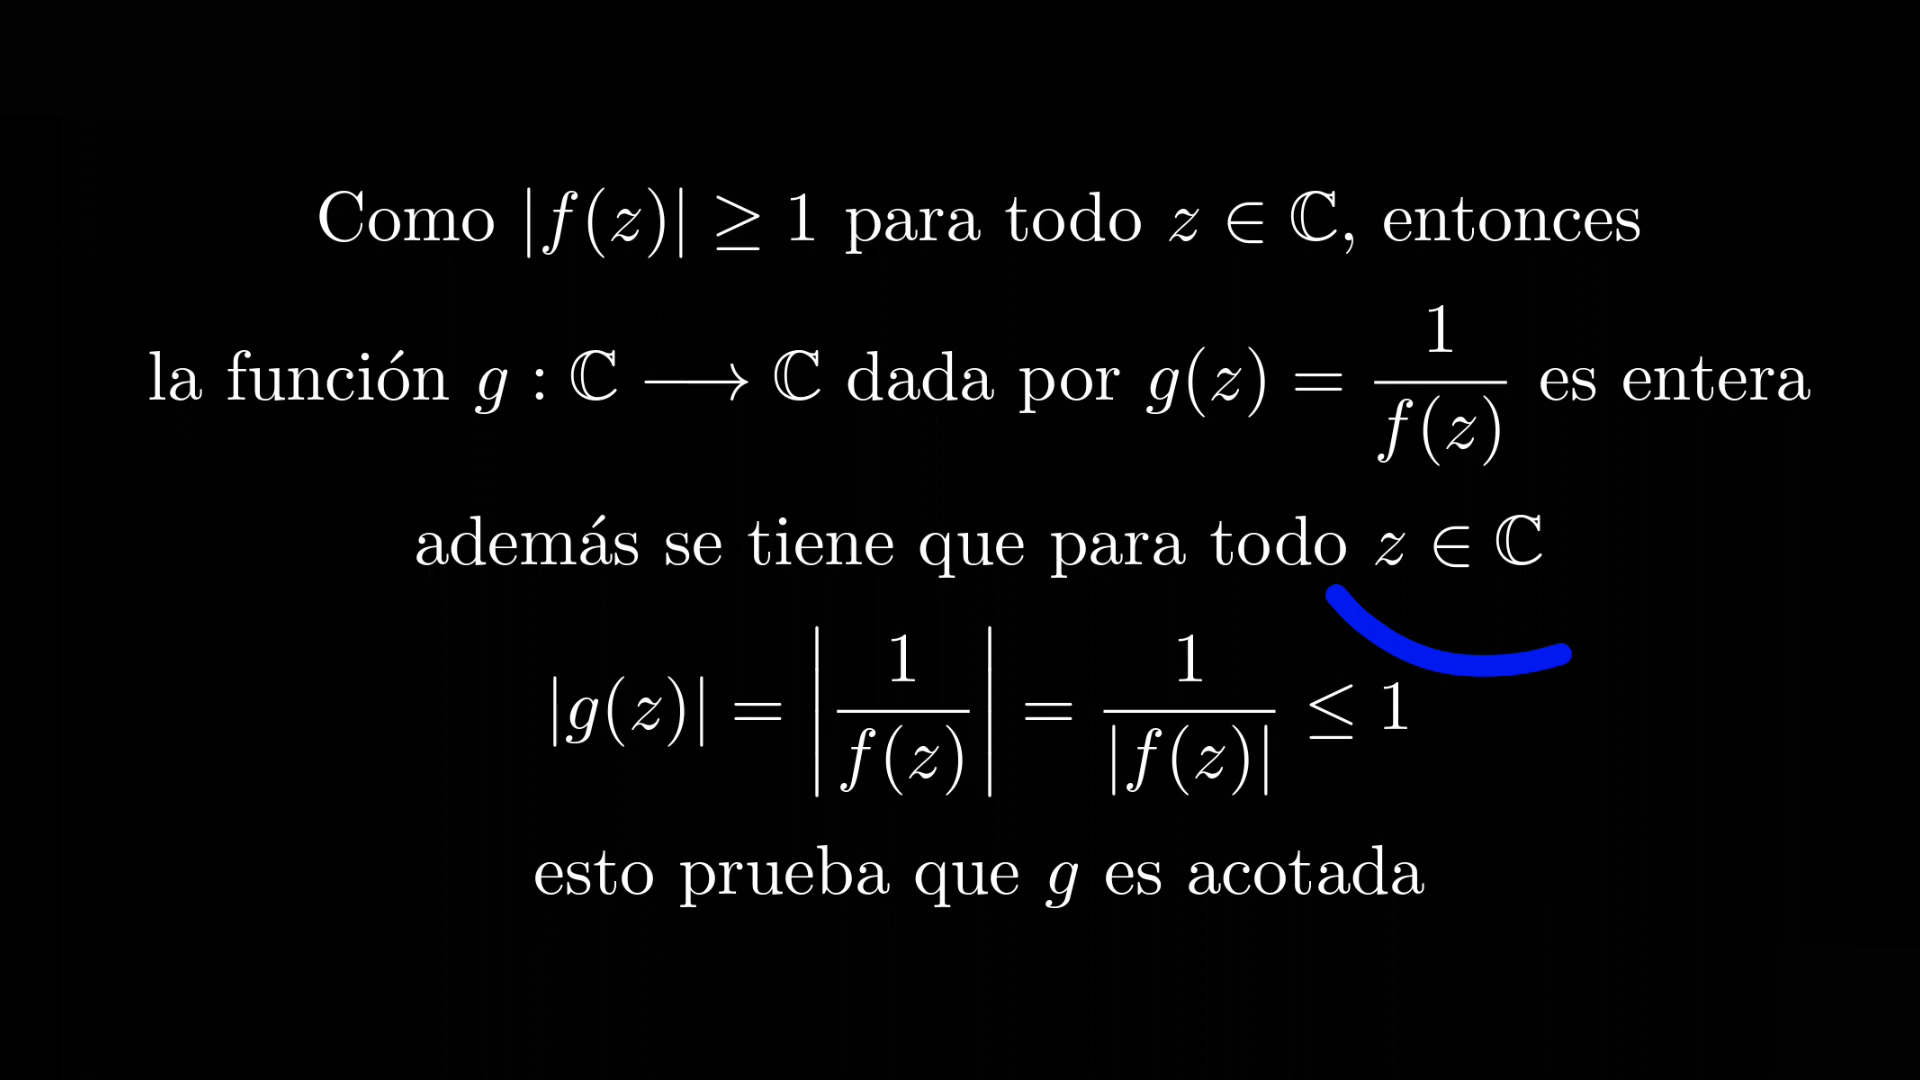 Como |f(z)| ≥ 1 para todo z ∈ ℂ, entonces
la función g : ℂ ⟶ ℂ dada por g(z) = 1/f(z) es entera
además se tiene que para todo z ∈ ℂ
|g(z)| = |1/f(z)| = 1/|f(z)| ≤ 1
esto prueba que g es acotada